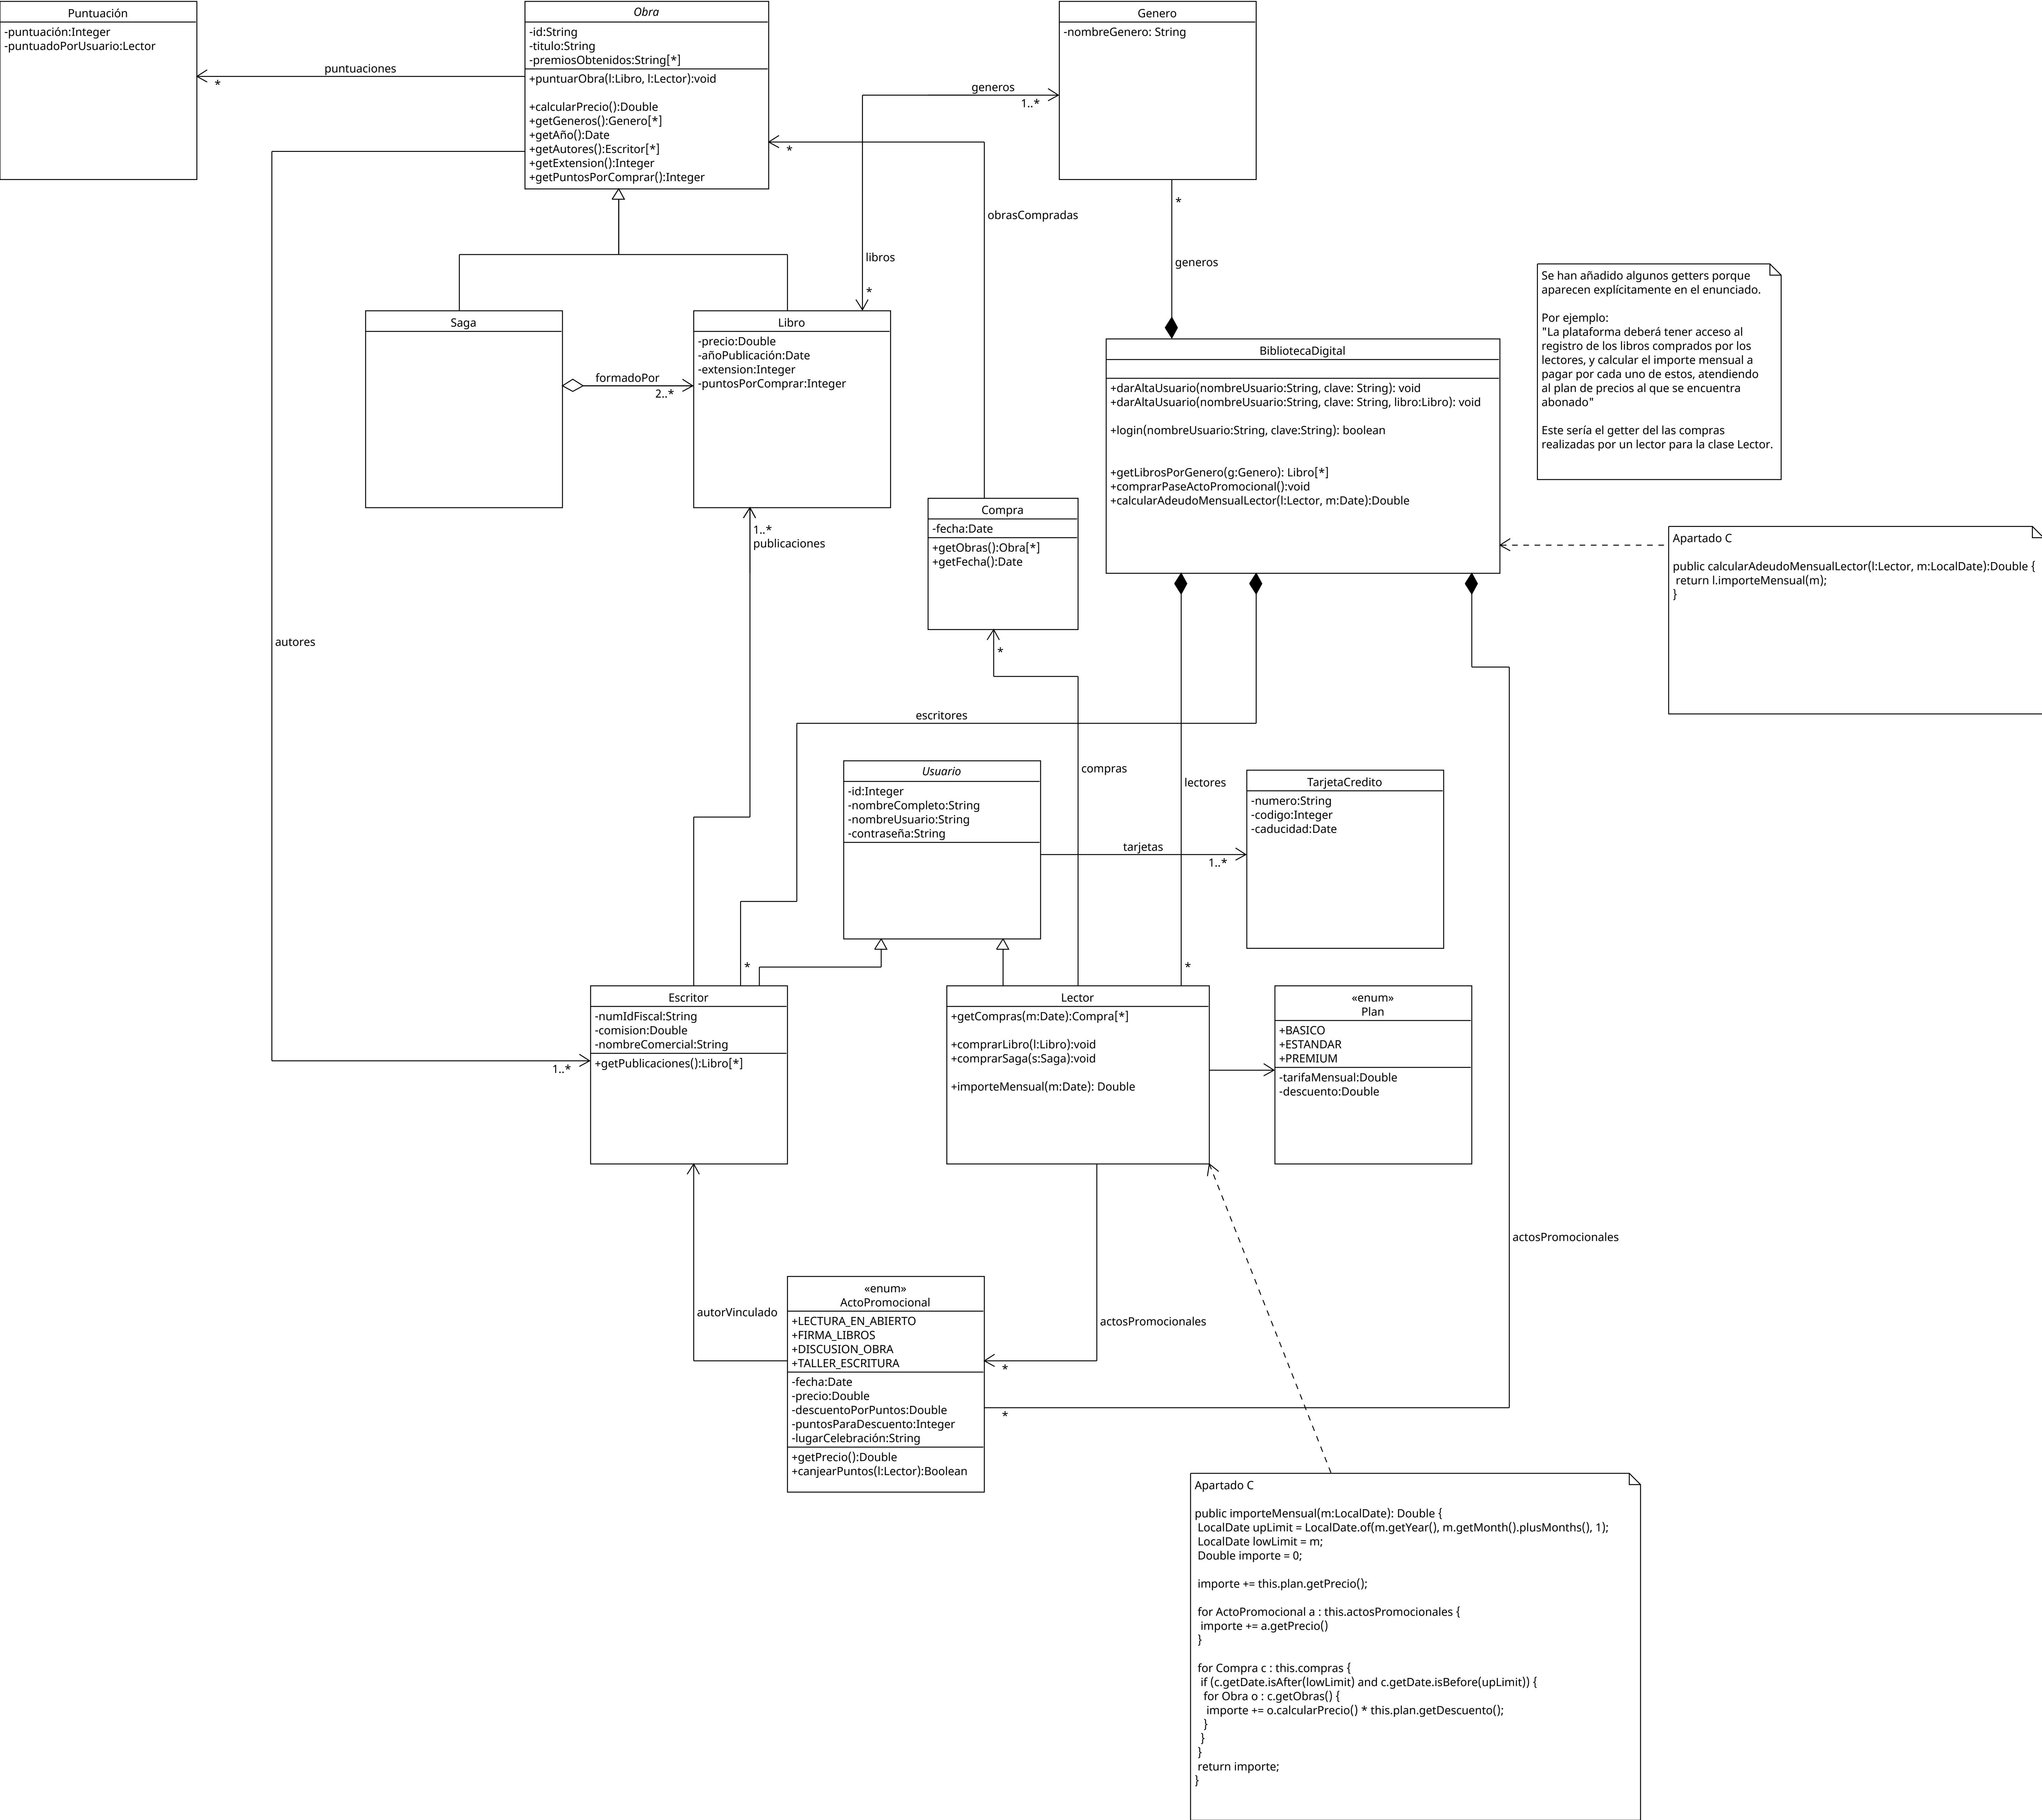 Puntuación
-puntuación:Integer
-puntuadoPorUsuario:Lector
puntuaciones
*
Obra
-id:String
-titulo:String
-premiosObtenidos:String[*]
+puntuarObra(l:Libro, l:Lector):void
+calcularPrecio():Double
+getGeneros():Genero[*]
+getAño():Date
+getAutores():Escritor[*]
+getExtension():Integer
+getPuntosPorComprar():Integer
Genero
-nombreGenero: String
generos
1..*
*
obrasCompradas
libros
*
*
generos
Saga
formadoPor
2..*
Libro
-precio:Double
-añoPublicación:Date
-extension:Integer
-puntosPorComprar:Integer
1..*
publicaciones
BibliotecaDigital
+darAltaUsuario(nombreUsuario:String, clave: String): void
+darAltaUsuario(nombreUsuario:String, clave: String, libro:Libro): void
+login(nombreUsuario:String, clave:String): boolean
+getLibrosPorGenero(g:Genero): Libro[*]
+comprarPaseActoPromocional():void
+calcularAdeudoMensualLector(l:Lector, m:Date):Double
Se han añadido algunos getters porque
aparecen explícitamente en el enunciado.
Por ejemplo:
"La plataforma deberá tener acceso al
registro de los libros comprados por los
lectores, y calcular el importe mensual a
pagar por cada uno de estos, atendiendo
al plan de precios al que se encuentra
abonado"
Este sería el getter del las compras
realizadas por un lector para la clase Lector.
Compra
-fecha:Date
+getObras():Obra[*]
+getFecha():Date
*
Apartado C
public calcularAdeudoMensualLector(l:Lector, m:LocalDate):Double {
return l.importeMensual(m);
}
autores
escritores
compras
lectores
Usuario
-id:Integer
-nombreCompleto:String
-nombreUsuario:String
-contraseña:String
tarjetas
1..*
TarjetaCredito
-numero:String
-codigo:Integer
-caducidad:Date
*
*
Escritor
-numIdFiscal:String
-comision:Double
-nombreComercial:String
+getPublicaciones():Libro[*]
1..*
Lector
+getCompras(m:Date):Compra[*]
+comprarLibro(l:Libro):void
+comprarSaga(s:Saga):void
+importeMensual(m:Date): Double
«enum»
Plan
+BASICO
+ESTANDAR
+PREMIUM
-tarifaMensual:Double
-descuento:Double
actosPromocionales
autorVinculado
«enum»
ActoPromocional
+LECTURA_EN_ABIERTO
+FIRMA_LIBROS
+DISCUSION_OBRA
+TALLER_ESCRITURA
-fecha:Date
-precio:Double
-descuentoPorPuntos:Double
-puntosParaDescuento:Integer
-lugarCelebración:String
+getPrecio():Double
+canjearPuntos(l:Lector):Boolean
actosPromocionales
*
*
Apartado C
public importeMensual(m:LocalDate): Double {
LocalDate upLimit = LocalDate.of(m.getYear(), m.getMonth().plusMonths(), 1);
LocalDate lowLimit = m;
Double importe = 0;
importe += this.plan.getPrecio();
for ActoPromocional a : this.actosPromocionales {
importe += a.getPrecio()
}
for Compra c : this.compras {
if (c.getDate.isAfter(lowLimit) and c.getDate.isBefore(upLimit)) {
for Obra o : c.getObras() {
importe += o.calcularPrecio() * this.plan.getDescuento();
}
}
}
return importe;
}